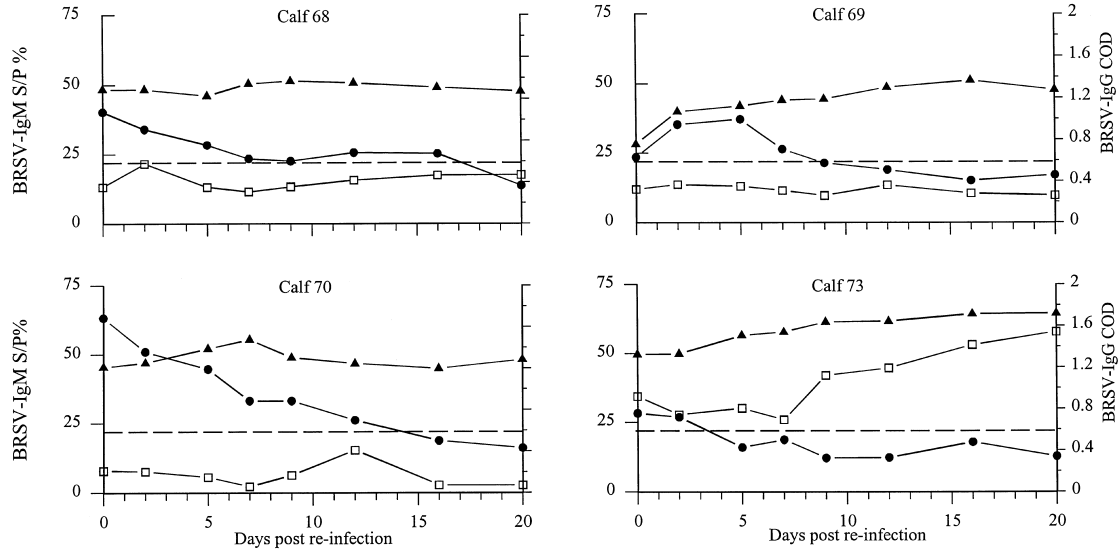 Calf 68
75
50
25
0
BRSV-IgM S/P %
Calf 69
75
50
25
0
2
1.6
1.2
0.8
0.4
0
BRSV-IgG COD
Calf 70
75
50
25
0
BRSV-IgM S/P%
0 5 10 15 20
Days post re-infection
Calf 73
75
50
25
0
2
1.6
1.2
0.8
0.4
0
BRSV-IgG COD
0 5 10 15 20
Days post re-infection